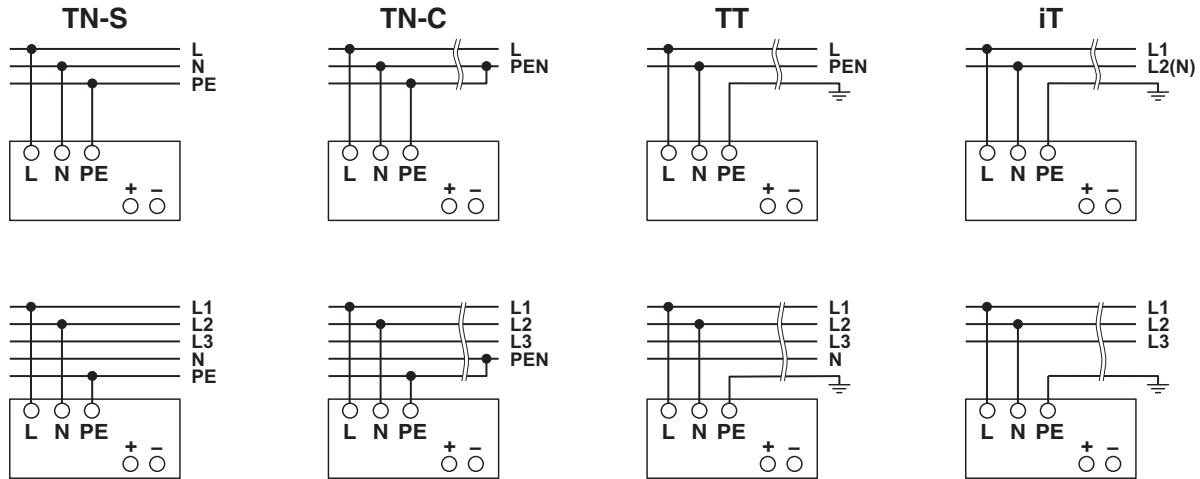 TN-S
L
N
PE
L N PE
+ –
TN-C
L
PEN
L N PE
+ –
TT
L
PEN
L N PE
+ –
iT
L1
L2(N)
L N PE
+ –
L1
L2
L3
N
PE
L N PE
+ –
L1
L2
L3
PEN
L N PE
+ –
L1
L2
L3
N
L N PE
+ –
L1
L2
L3
L N PE
+ –